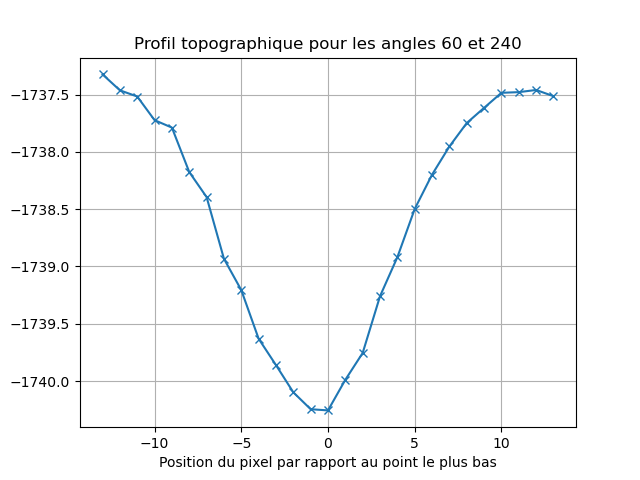 Profil topographique pour les angles 60 et 240
−1737.5
−1738.0
−1738.5
−1739.0
−1739.5
−1740.0
−10 −5 0 5 10
Position du pixel par rapport au point le plus bas